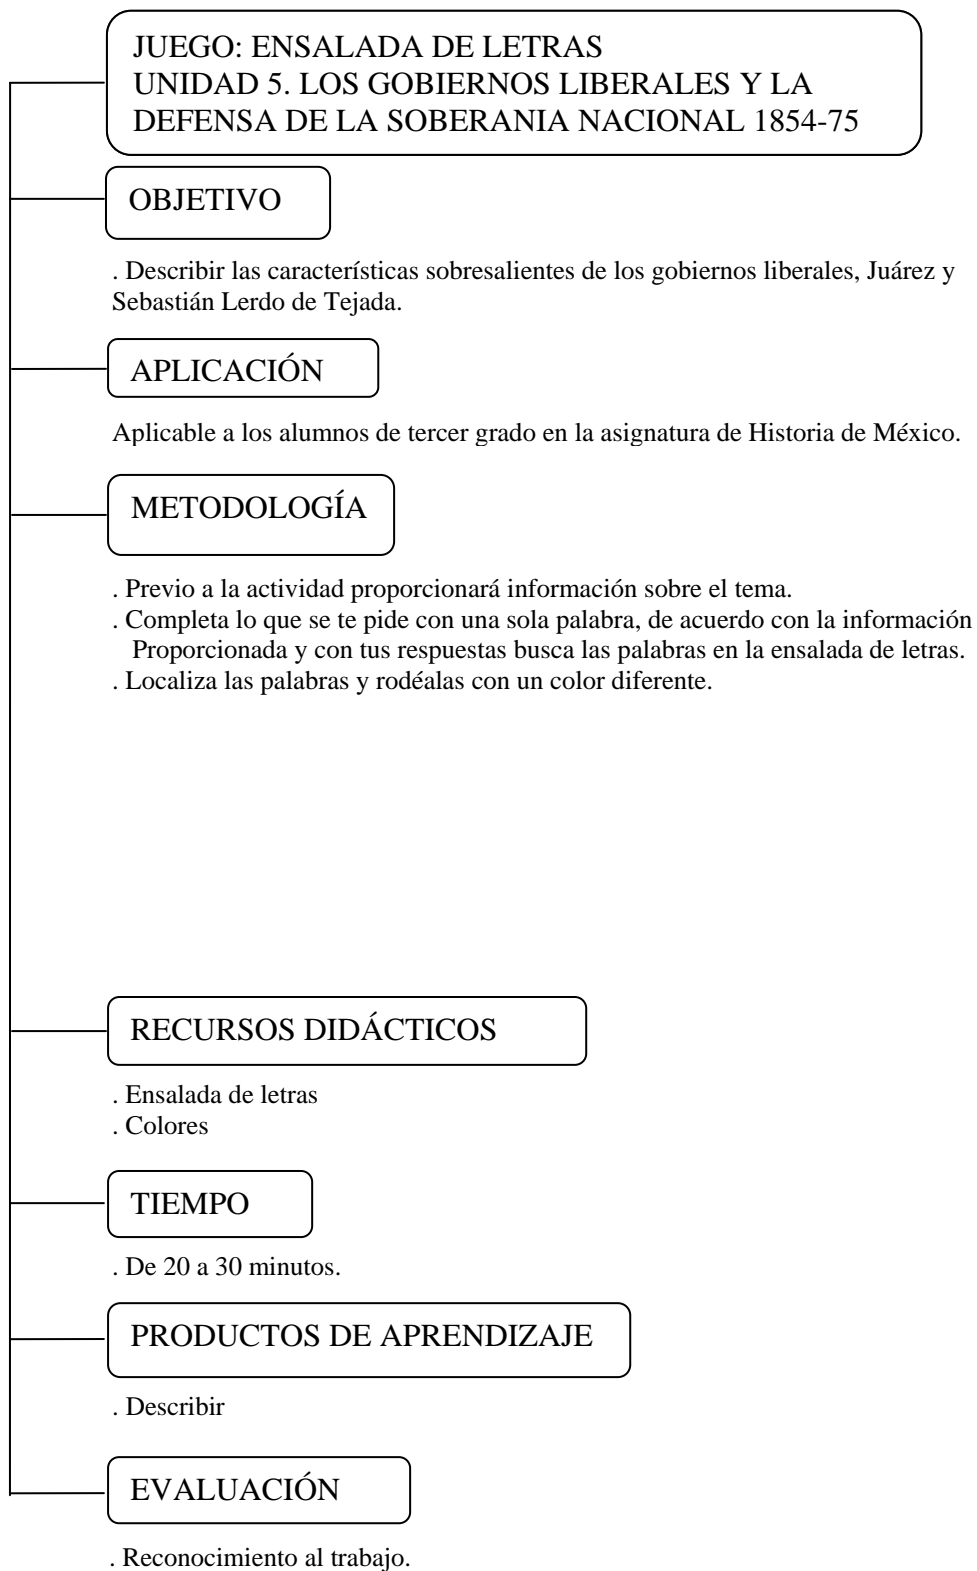 JUEGO: ENSALADA DE LETRAS
UNIDAD 5. LOS GOBIERNOS LIBERALES Y LA
DEFENSA DE LA SOBERANIA NACIONAL 1854-75
OBJETIVO
. Describir las características sobresalientes de los gobiernos liberales, Juárez y
Sebastián Lerdo de Tejada.
APLICACIÓN
Aplicable a los alumnos de tercer grado en la asignatura de Historia de México.
METODOLOGÍA
. Previo a la actividad proporcionará información sobre el tema.
. Completa lo que se te pide con una sola palabra, de acuerdo con la información
Proporcionada y con tus respuestas busca las palabras en la ensalada de letras.
. Localiza las palabras y rodéalas con un color diferente.
RECURSOS DIDÁCTICOS
. Ensalada de letras
. Colores
TIEMPO
. De 20 a 30 minutos.
PRODUCTOS DE APRENDIZAJE
. Describir
EVALUACIÓN
. Reconocimiento al trabajo.